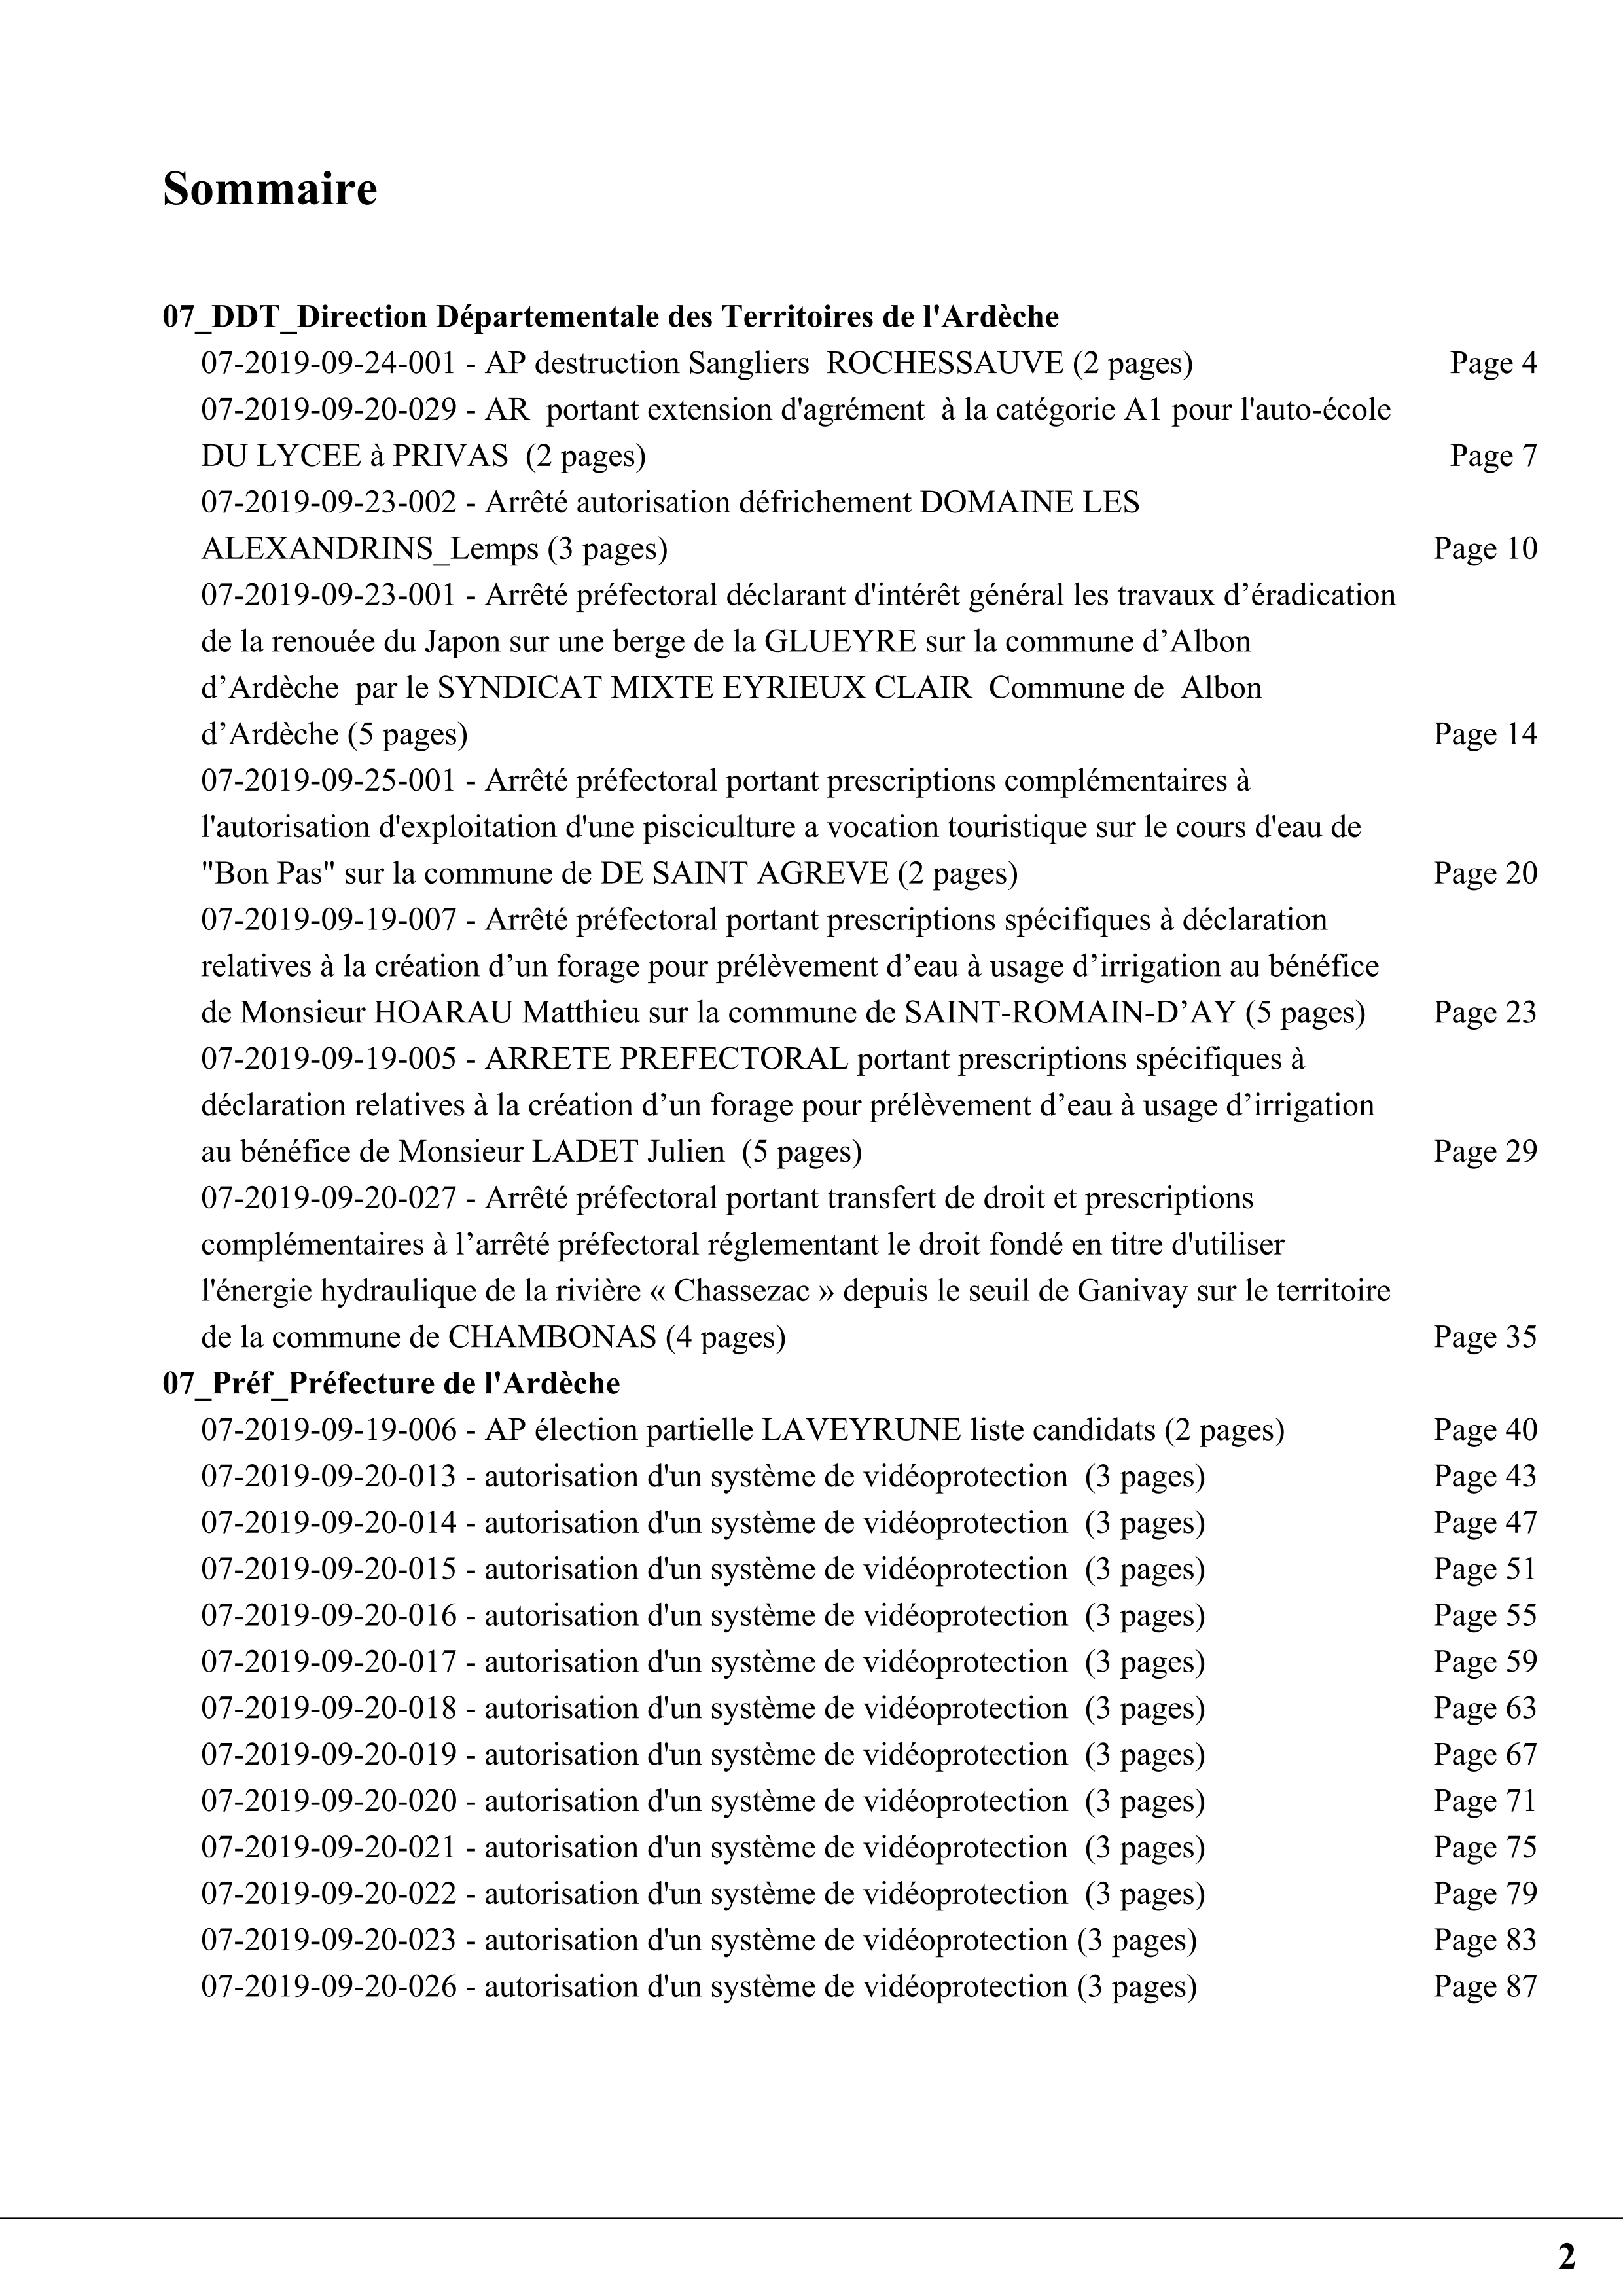 Sommaire
07_DDT_Direction Départementale des Territoires de l'Ardèche
07-2019-09-24-001 - AP destruction Sangliers  ROCHESSAUVE (2 pages) Page 4
07-2019-09-20-029 - AR  portant extension d'agrément  à la catégorie A1 pour l'auto-école
DU LYCEE à PRIVAS  (2 pages) Page 7
07-2019-09-23-002 - Arrêté autorisation défrichement DOMAINE LES
ALEXANDRINS_Lemps (3 pages) Page 10
07-2019-09-23-001 - Arrêté préfectoral déclarant d'intérêt général les travaux d’éradication
de la renouée du Japon sur une berge de la GLUEYRE sur la commune d’Albon
d’Ardèche  par le SYNDICAT MIXTE EYRIEUX CLAIR  Commune de  Albon
d’Ardèche (5 pages) Page 14
07-2019-09-25-001 - Arrêté préfectoral portant prescriptions complémentaires à
l'autorisation d'exploitation d'une pisciculture a vocation touristique sur le cours d'eau de
"Bon Pas" sur la commune de DE SAINT AGREVE (2 pages) Page 20
07-2019-09-19-007 - Arrêté préfectoral portant prescriptions spécifiques à déclaration
relatives à la création d’un forage pour prélèvement d’eau à usage d’irrigation au bénéfice
de Monsieur HOARAU Matthieu sur la commune de SAINT-ROMAIN-D’AY (5 pages) Page 23
07-2019-09-19-005 - ARRETE PREFECTORAL portant prescriptions spécifiques à
déclaration relatives à la création d’un forage pour prélèvement d’eau à usage d’irrigation
au bénéfice de Monsieur LADET Julien  (5 pages) Page 29
07-2019-09-20-027 - Arrêté préfectoral portant transfert de droit et prescriptions
complémentaires à l’arrêté préfectoral réglementant le droit fondé en titre d'utiliser
l'énergie hydraulique de la rivière « Chassezac » depuis le seuil de Ganivay sur le territoire
de la commune de CHAMBONAS (4 pages) Page 35
07_Préf_Préfecture de l'Ardèche
07-2019-09-19-006 - AP élection partielle LAVEYRUNE liste candidats (2 pages) Page 40
07-2019-09-20-013 - autorisation d'un système de vidéoprotection  (3 pages) Page 43
07-2019-09-20-014 - autorisation d'un système de vidéoprotection  (3 pages) Page 47
07-2019-09-20-015 - autorisation d'un système de vidéoprotection  (3 pages) Page 51
07-2019-09-20-016 - autorisation d'un système de vidéoprotection  (3 pages) Page 55
07-2019-09-20-017 - autorisation d'un système de vidéoprotection  (3 pages) Page 59
07-2019-09-20-018 - autorisation d'un système de vidéoprotection  (3 pages) Page 63
07-2019-09-20-019 - autorisation d'un système de vidéoprotection  (3 pages) Page 67
07-2019-09-20-020 - autorisation d'un système de vidéoprotection  (3 pages) Page 71
07-2019-09-20-021 - autorisation d'un système de vidéoprotection  (3 pages) Page 75
07-2019-09-20-022 - autorisation d'un système de vidéoprotection  (3 pages) Page 79
07-2019-09-20-023 - autorisation d'un système de vidéoprotection (3 pages) Page 83
07-2019-09-20-026 - autorisation d'un système de vidéoprotection (3 pages) Page 87
2